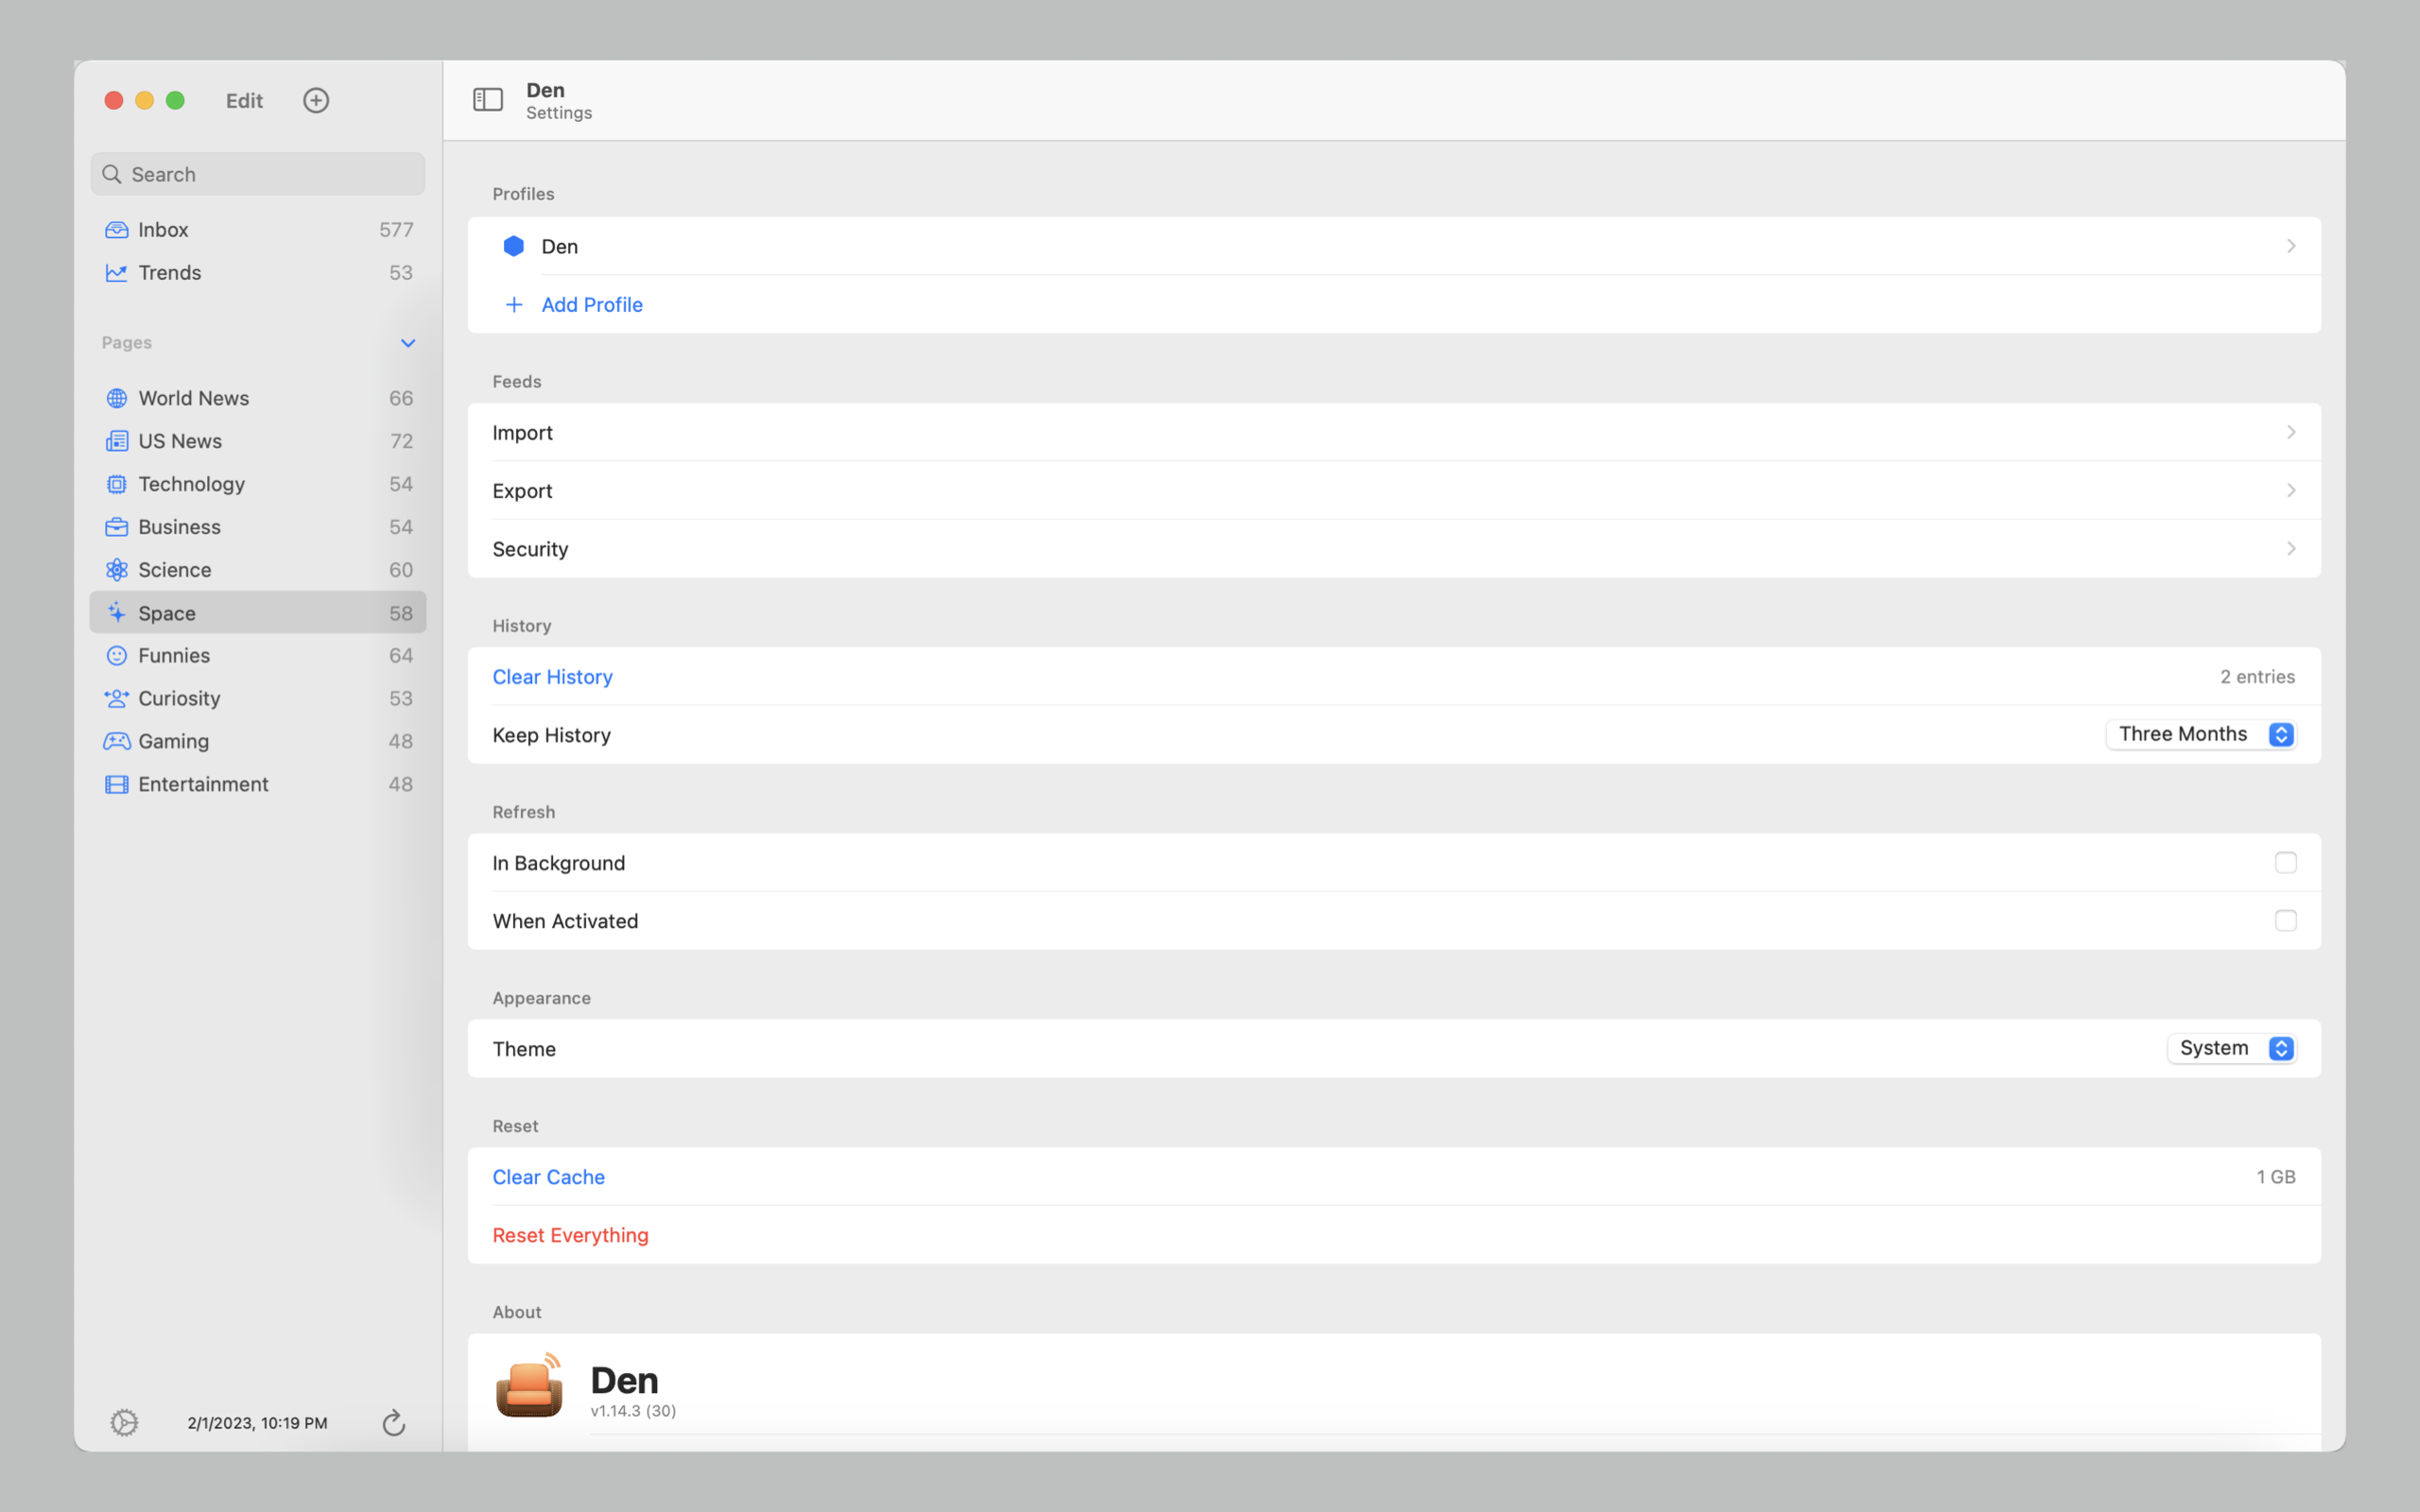 Edit
Search
Inbox 577
Trends 53
Pages
World News 66
US News 72
Technology 54
Business 54
Science 60
Space 58
Funnies 64
Curiosity 53
Gaming 48
Entertainment 48
2/1/2023, 10:19 PM
Den
Settings
Profiles
Den
Add Profile
Feeds
Import
Export
Security
History
Clear History 2 entries
Keep History Three Months
Refresh
In Background
When Activated
Appearance
Theme System
Reset
Clear Cache 1 GB
Reset Everything
About
Den
v1.14.3 (30)